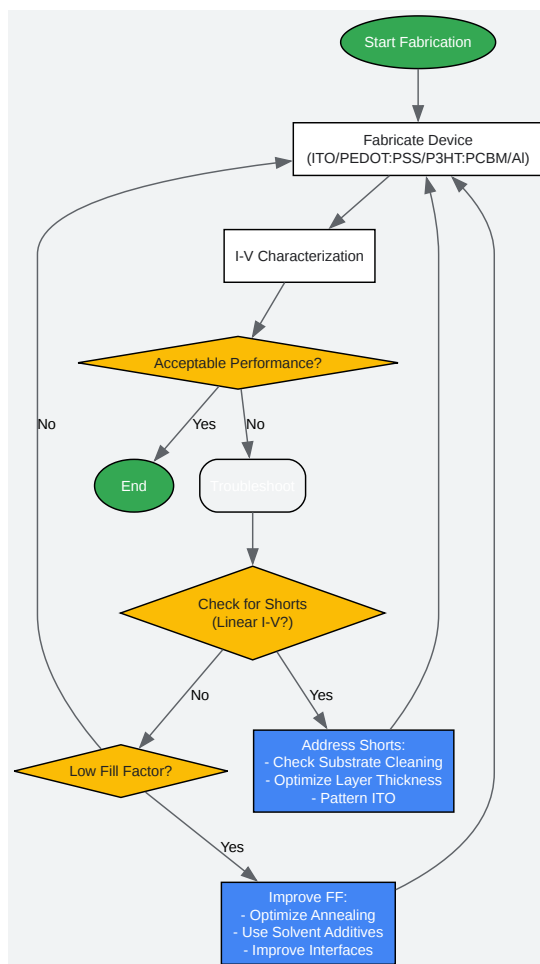 Start Fabrication
Fabricate Device
(ITO/PEDOT:PSS/P3HT:PCBM/Al)
I-V Characterization
Acceptable Performance?
No
Yes
No
End
Troubleshoot
Check for Shorts
(Linear I-V?)
No
Yes
Low Fill Factor?
Address Shorts:
- Check Substrate Cleaning
- Optimize Layer Thickness
- Pattern ITO
Yes
Improve FF:
- Optimize Annealing
- Use Solvent Additives
- Improve Interfaces